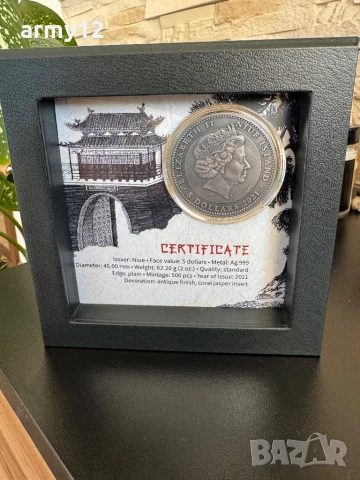 army12
ELIZABETH II NIUE ISLAND
5 DOLLARS 2021
CERTIFICATE
Issuer: Niue • Face value: 5 dollars • Metal: Ag 999
Diameter: 45.00 mm • Weight: 62.20 g (2 oz.) • Quality: standard
Edge: plain • Mintage: 500 pcs • Year of issue: 2021
Decoration: antique finish, coral jasper insert
BAZAR